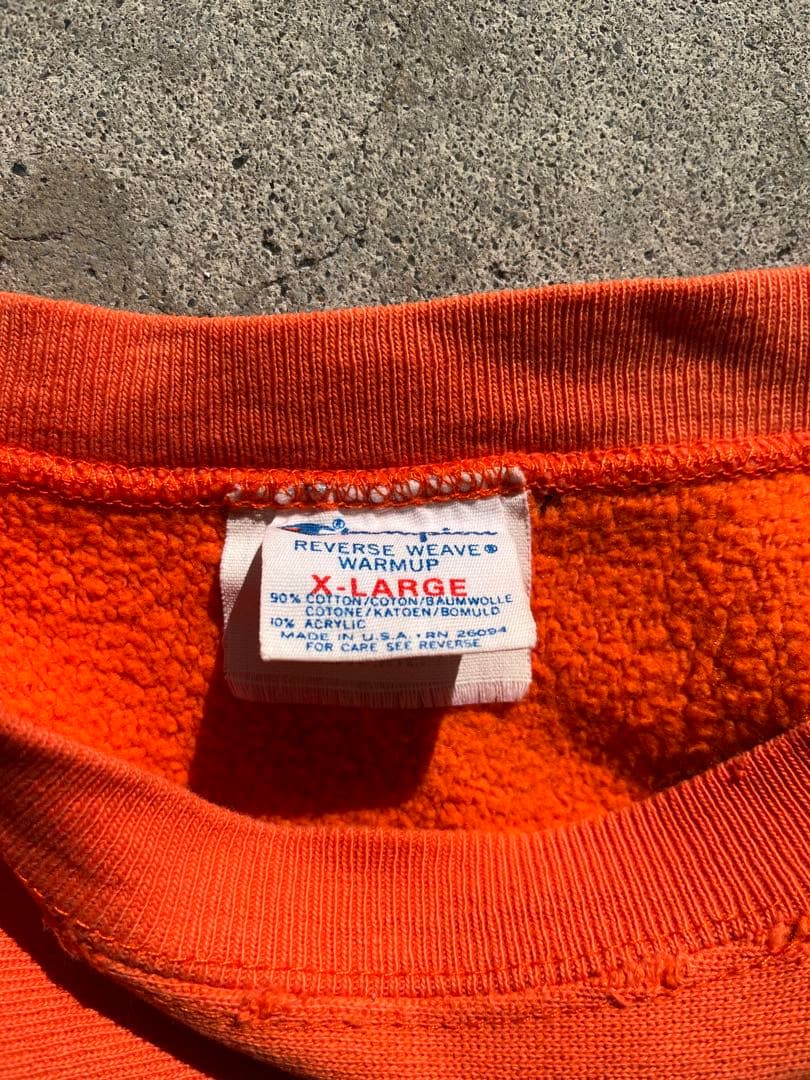 Champion®
REVERSE WEAVE®
WARMUP
X-LARGE
90% COTTON/COTON/BAUMWOLLE
COTONE/KATOEN/BOMULD
10% ACRYLIC
MADE IN U.S.A. • RN 26094
FOR CARE SEE REVERSE